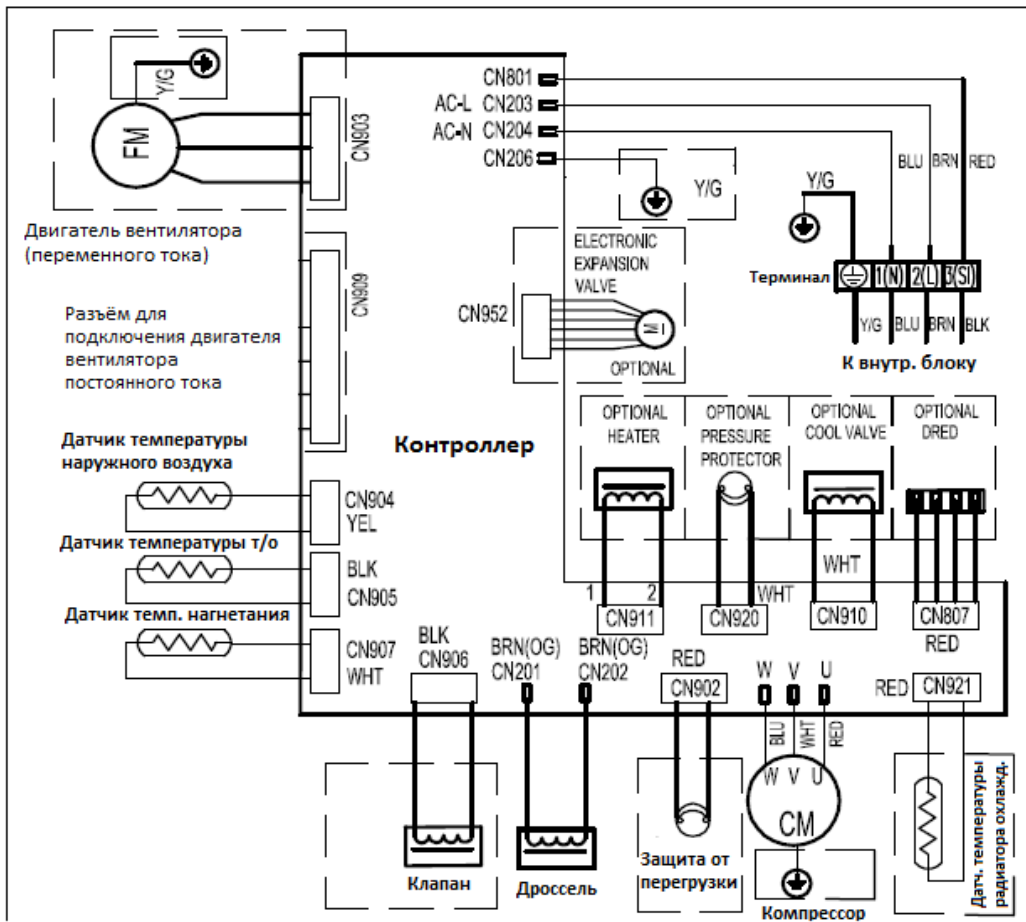 Y/G
FM
CN903
Двигатель вентилятора
(переменного тока)
CN801
AC-L CN203
AC-N CN204
CN206
Y/G
BLU
BRN
RED
Y/G
Терминал
1(N)
2(L)
3(SI)
Y/G
BLU
BRN
BLK
К внутр. блоку
ELECTRONIC
EXPANSION
VALVE
CN952
M
OPTIONAL
CN909
Разъём для
подключения двигателя
вентилятора
постоянного тока
Контроллер
OPTIONAL
HEATER
OPTIONAL
PRESSURE
PROTECTOR
OPTIONAL
COOL VALVE
OPTIONAL
DRED
Датчик температуры
наружного воздуха
CN904
YEL
Датчик температуры т/о
BLK
CN905
Датчик темп. нагнетания
CN907
WHT
1
2
CN911
WHT
CN920
WHT
CN910
CN807
RED
BLK
CN906
BRN(OG)
CN201
BRN(OG)
CN202
RED
CN902
W
V
U
RED CN921
BLU
WHT
RED
W V U
CM
Клапан
Дроссель
Защита от
перегрузки
Компрессор
Датч. температуры
радиатора охлажд.